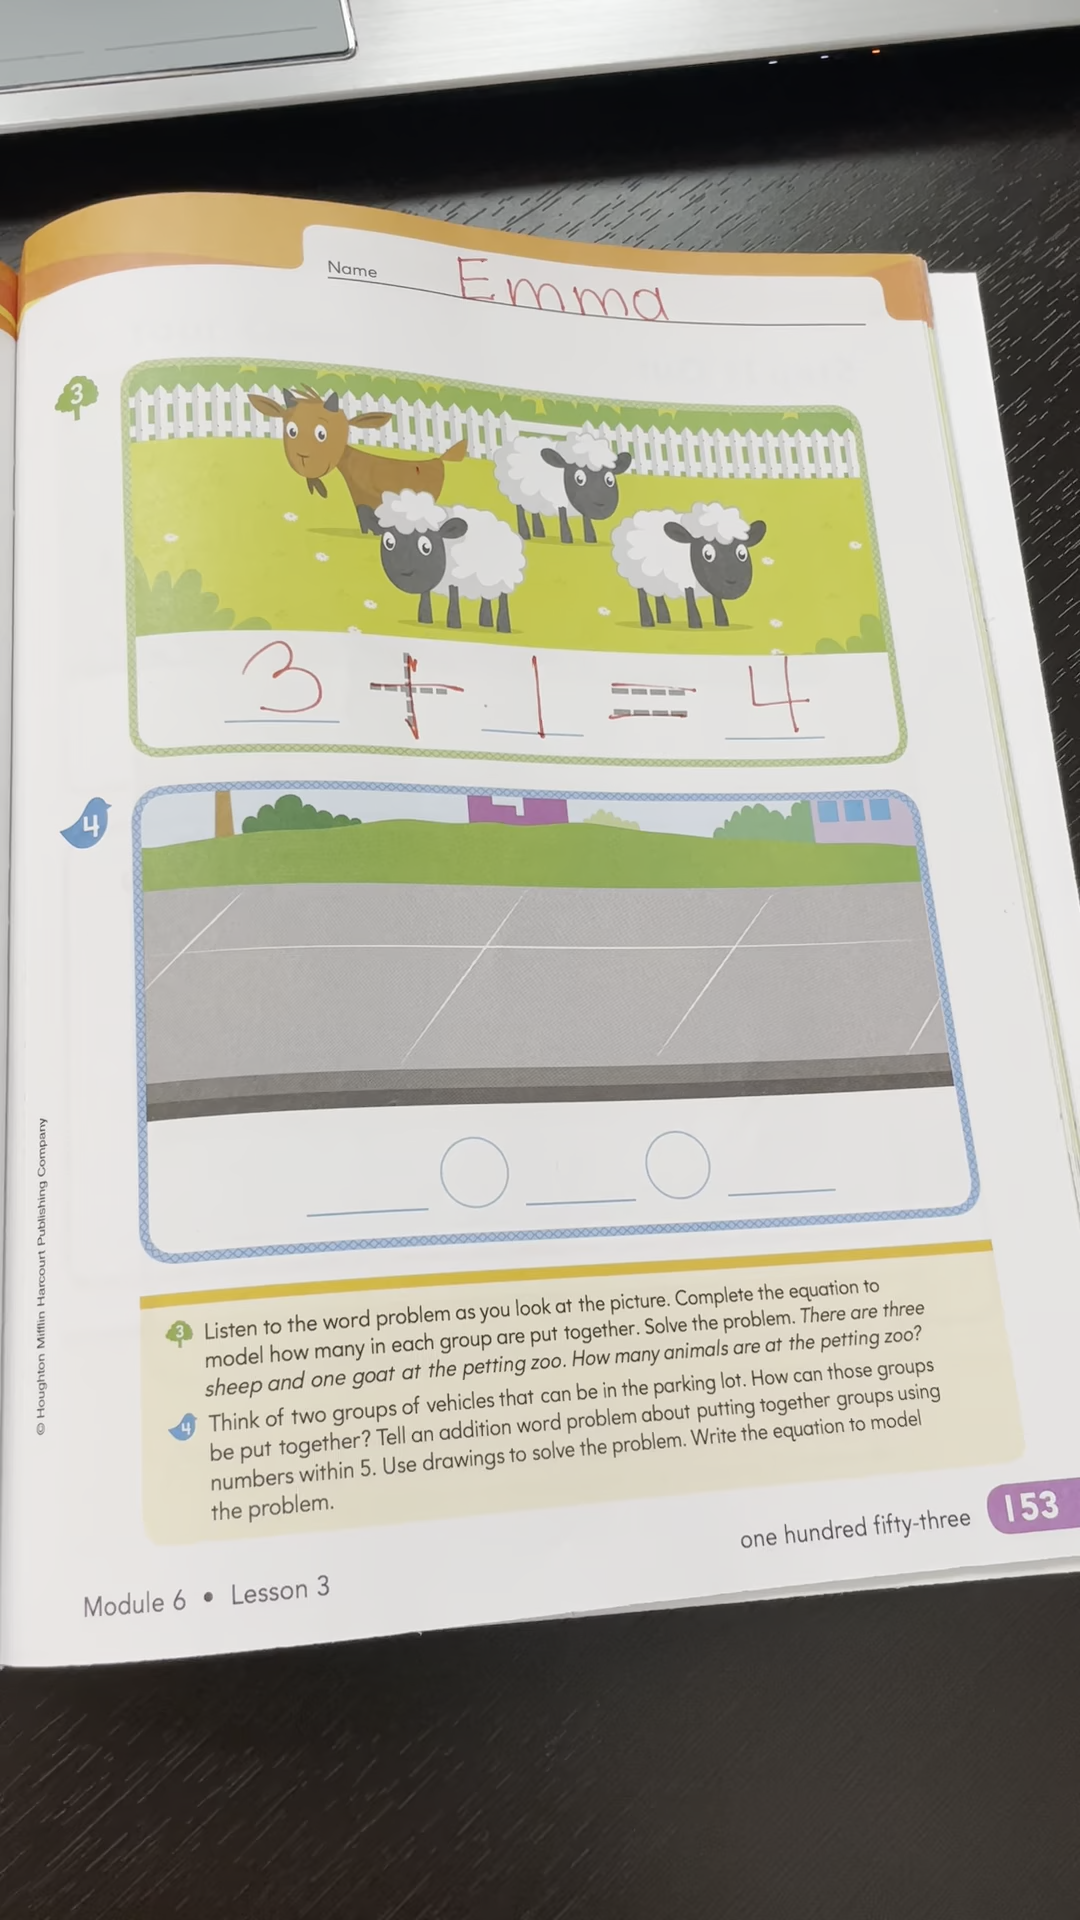 Name Emma
3
3 + 1 = 4
4
© Houghton Mifflin Harcourt Publishing Company
3 Listen to the word problem as you look at the picture. Complete the equation to
model how many in each group are put together. Solve the problem. There are three
sheep and one goat at the petting zoo. How many animals are at the petting zoo?
4 Think of two groups of vehicles that can be in the parking lot. How can those groups
be put together? Tell an addition word problem about putting together groups using
numbers within 5. Use drawings to solve the problem. Write the equation to model
the problem.
Module 6 • Lesson 3
one hundred fifty-three 153